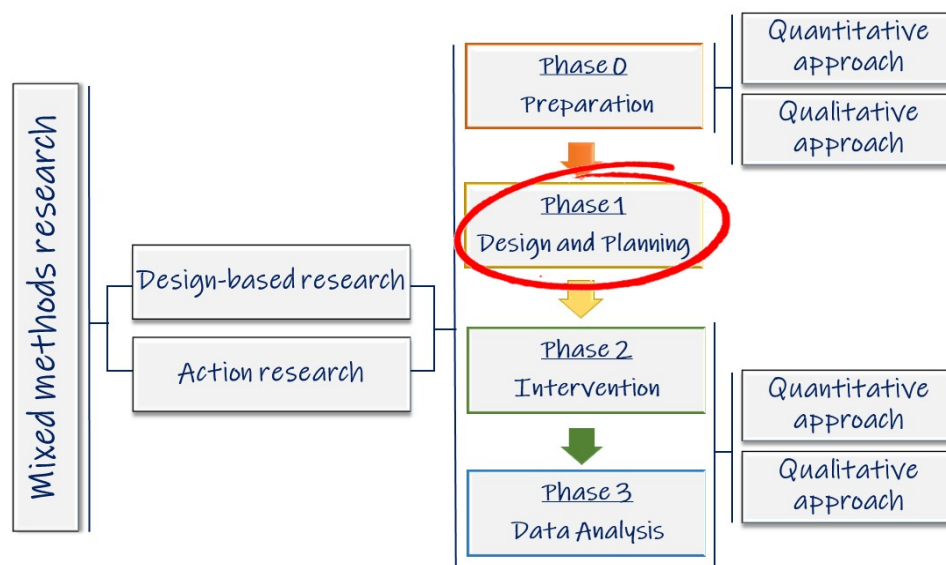 Mixed methods research
Design-based research
Action research
Phase 0
Preparation
Quantitative
approach
Qualitative
approach
Phase 1
Design and Planning
Phase 2
Intervention
Phase 3
Data Analysis
Quantitative
approach
Qualitative
approach